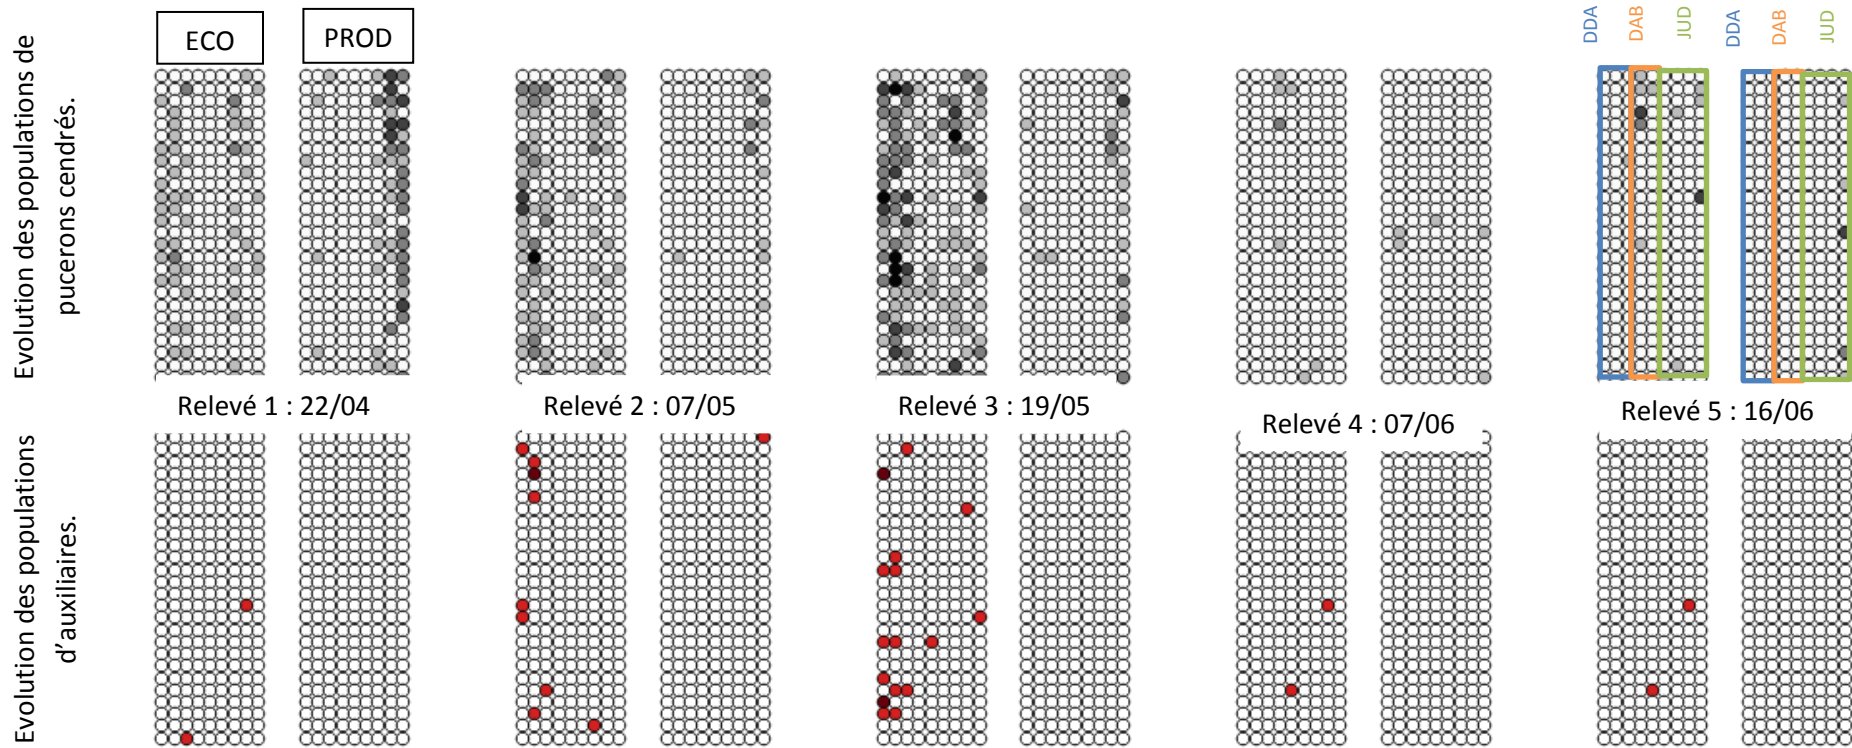 Evolution des populations de
pucerons cendrés.
ECO
PROD
DDA
DAB
JUD
DDA
DAB
JUD
Relevé 1 : 22/04
Relevé 2 : 07/05
Relevé 3 : 19/05
Relevé 4 : 07/06
Relevé 5 : 16/06
Evolution des populations
d'auxiliaires.